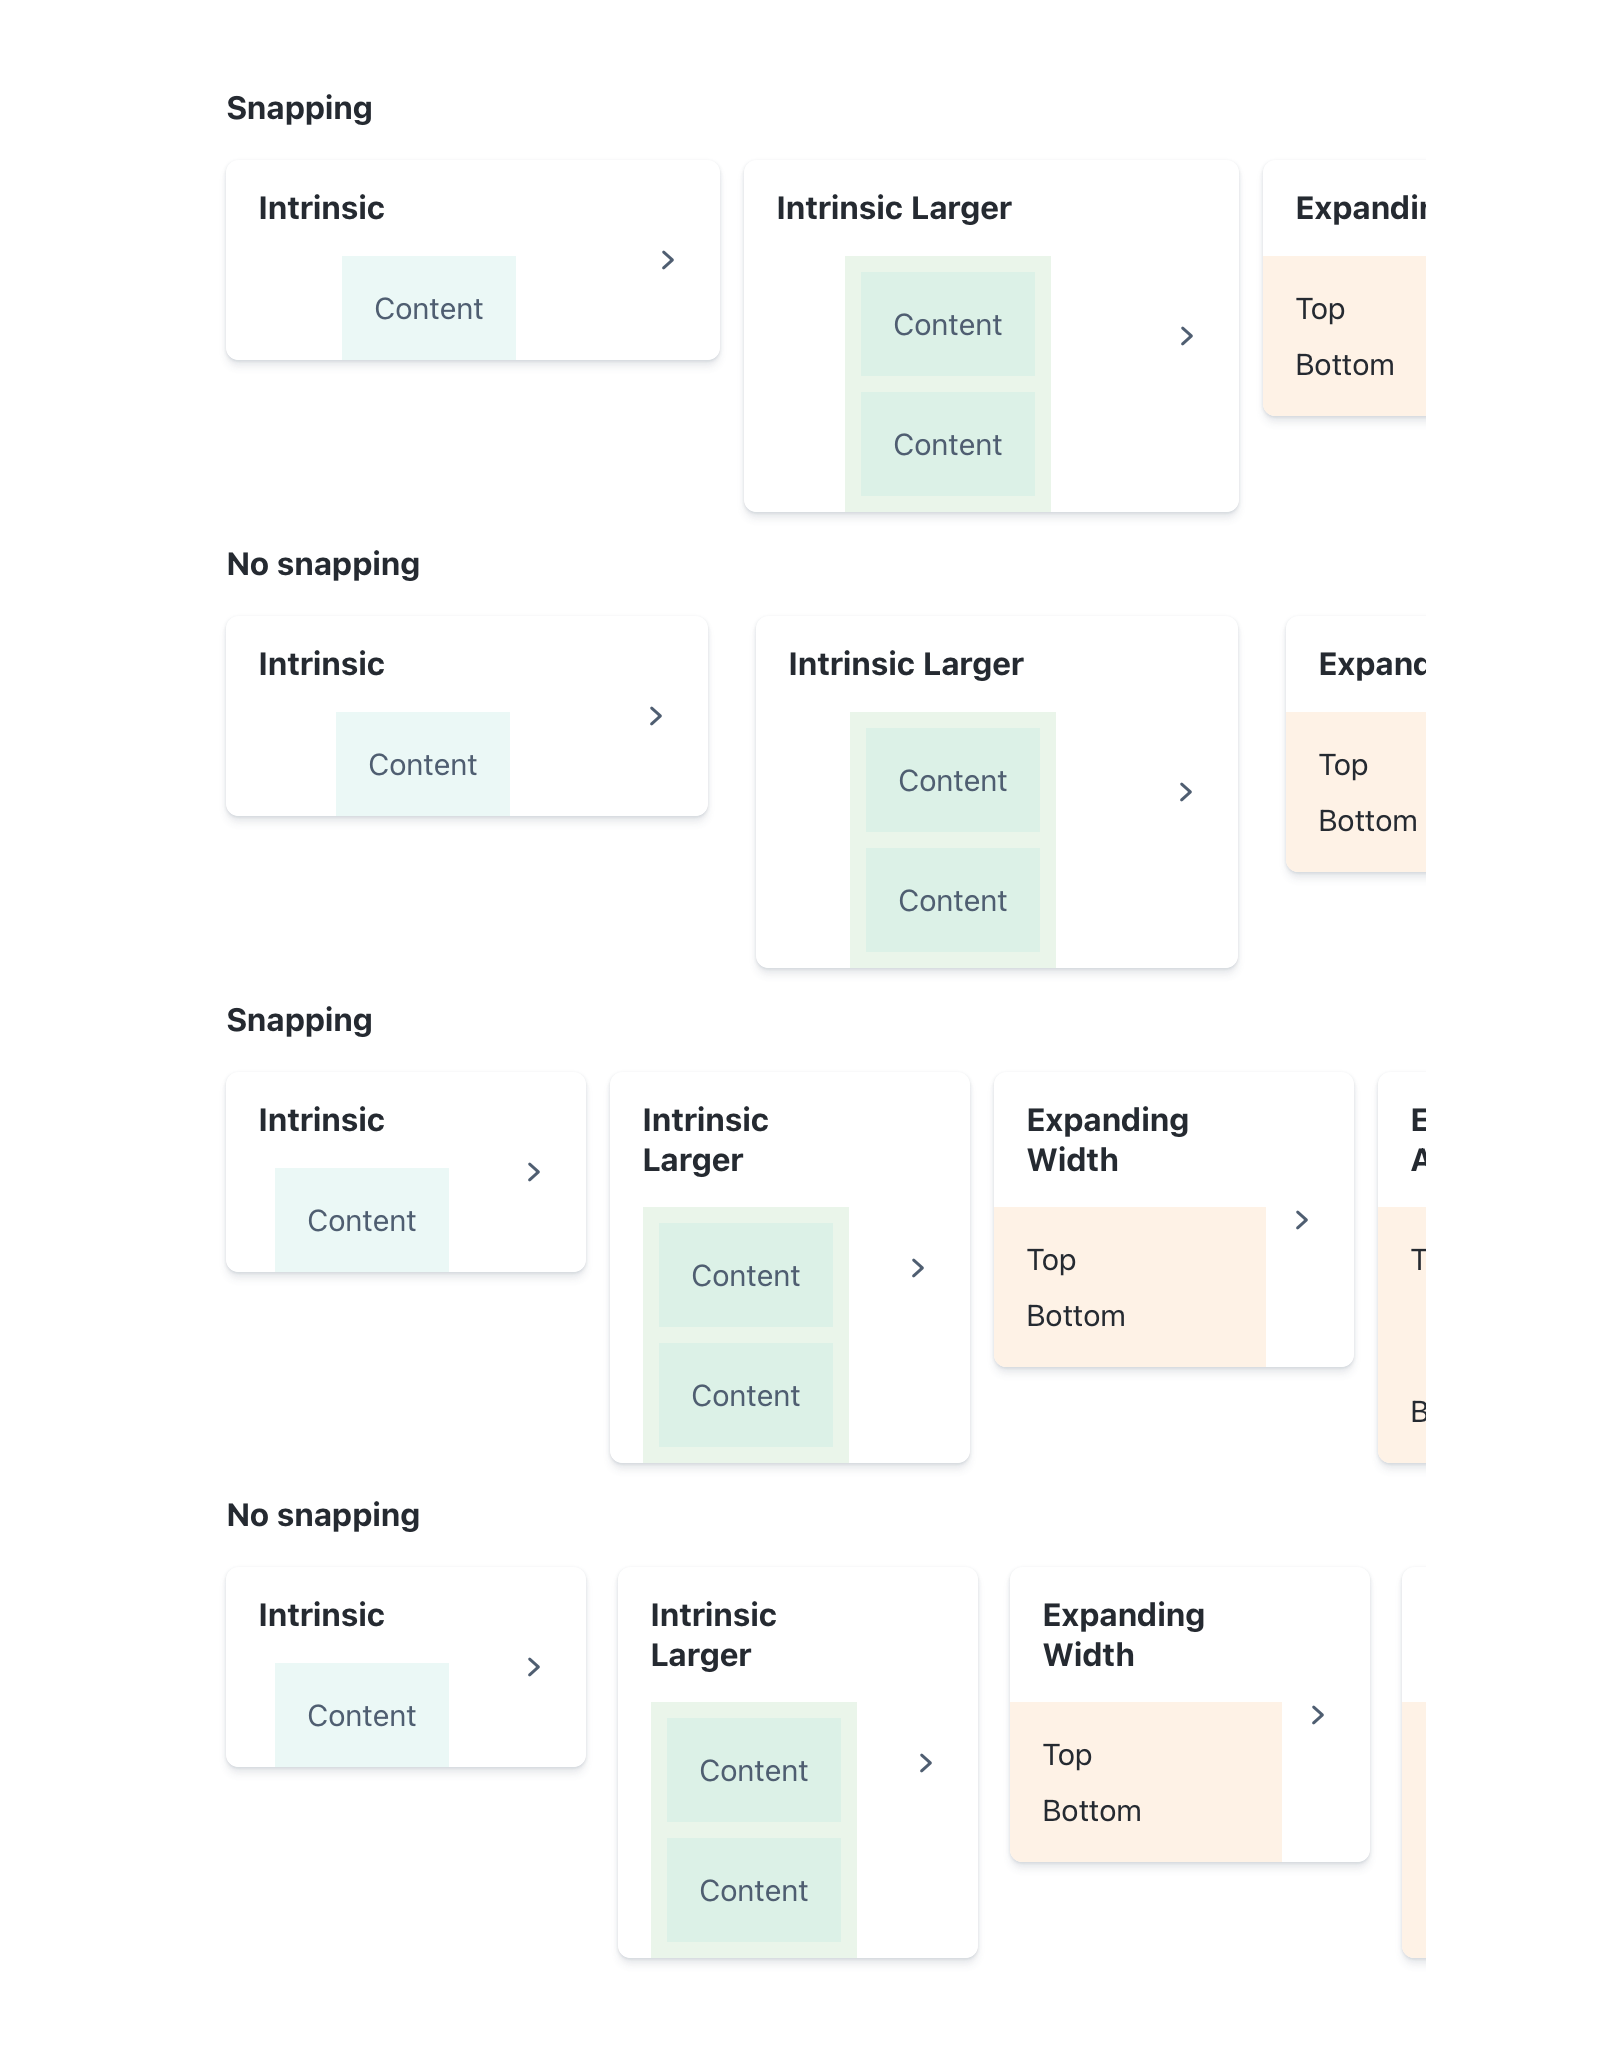 Snapping
Intrinsic
Content
Intrinsic Larger
Content
Content
Expandin
Top
Bottom
No snapping
Intrinsic
Content
Intrinsic Larger
Content
Content
Expand
Top
Bottom
Snapping
Intrinsic
Content
Intrinsic
Larger
Content
Content
Expanding
Width
Top
Bottom
E
A
T
B
No snapping
Intrinsic
Content
Intrinsic
Larger
Content
Content
Expanding
Width
Top
Bottom